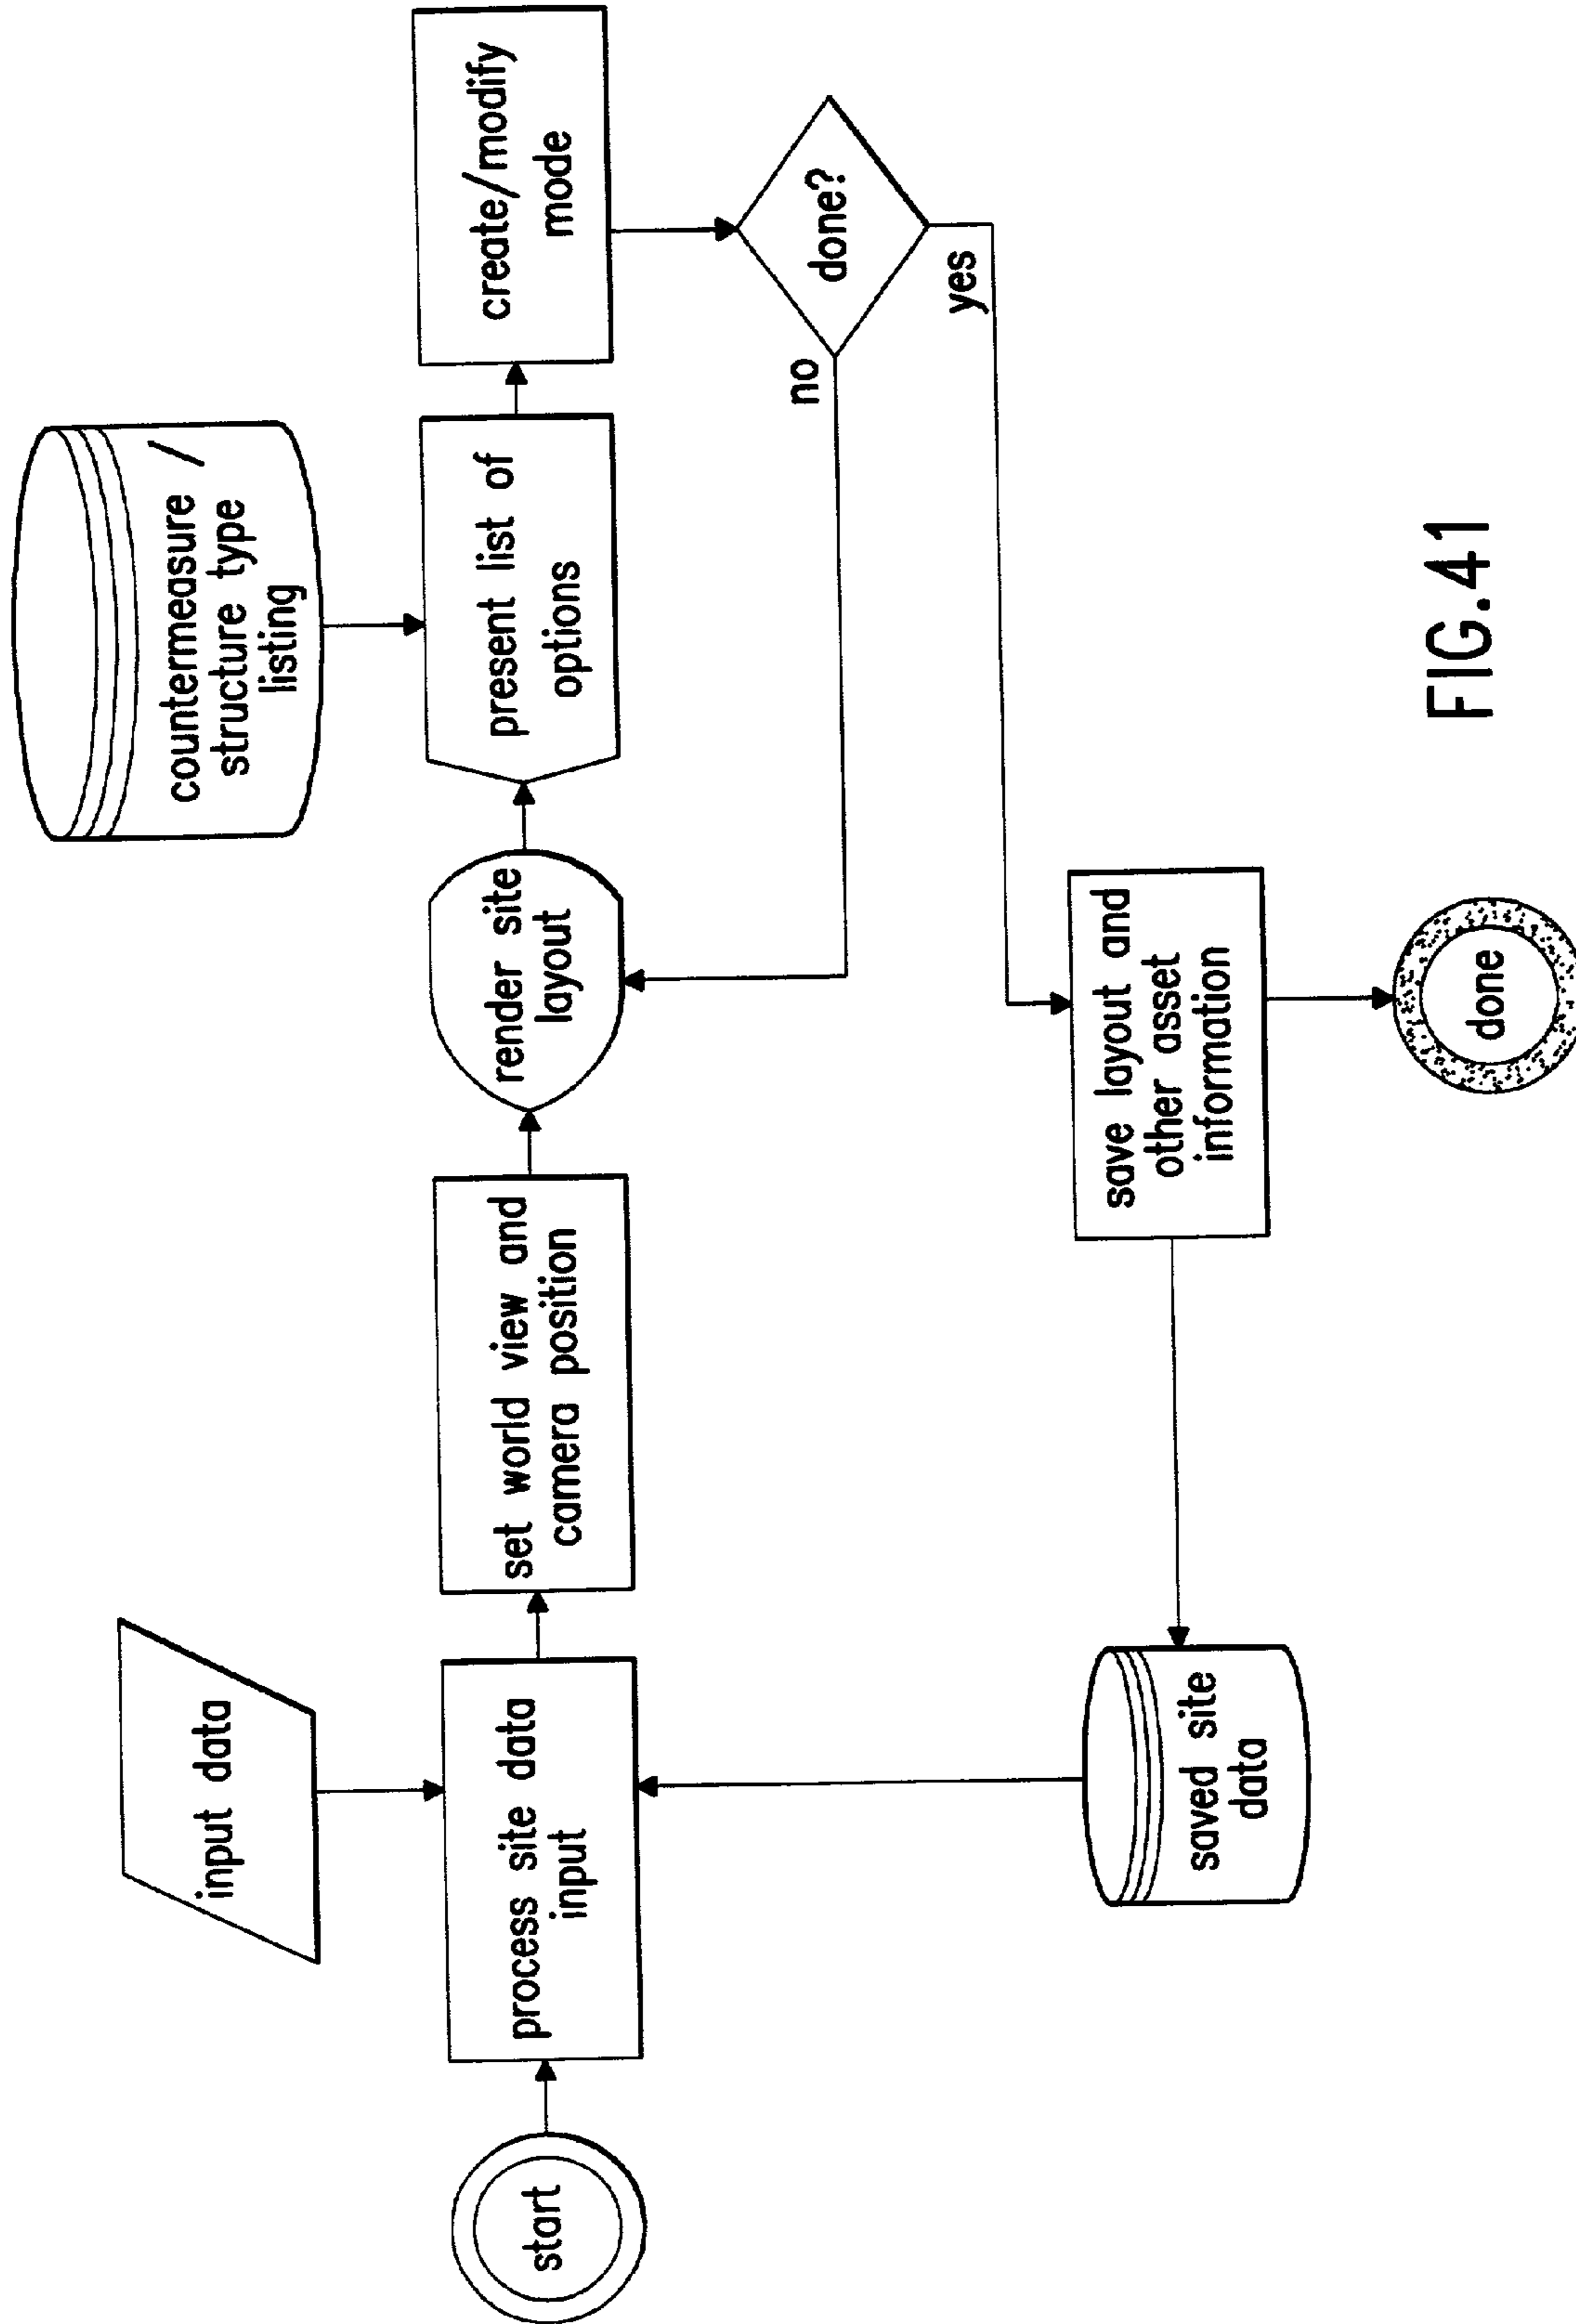 start
input data
process site data
input
set world view and
camera position
render site
layout
countermeasure /
structure type
listing
present list of
options
create/modify
mode
done?
no
yes
save layout and
other asset
information
saved site
data
done
FIG.41